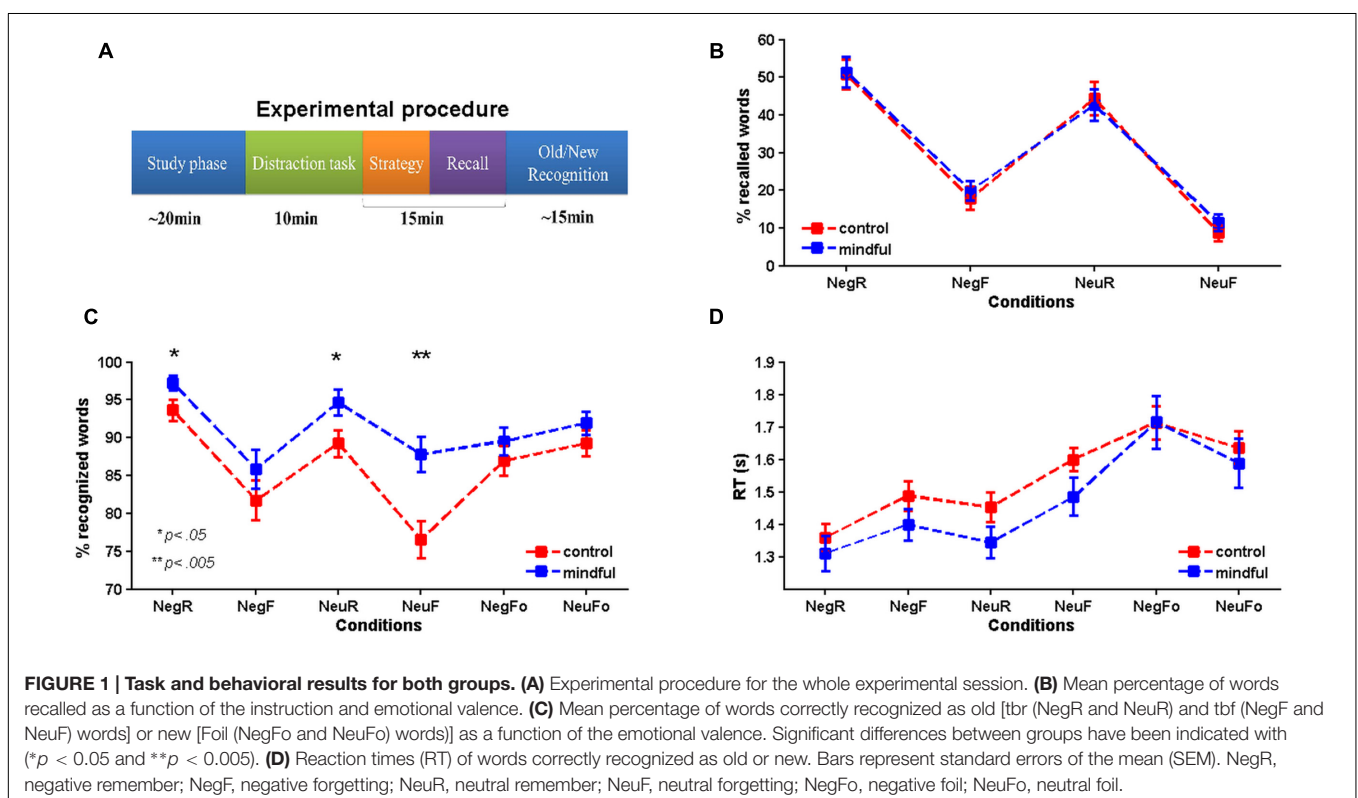 A
Experimental procedure
Study phase
Distraction task
Strategy
Recall
Old/New
Recognition
~20min
10min
15min
~15min
B
% recalled words
60
50
40
30
20
10
0
control
mindful
NegR
NegF
NeuR
NeuF
Conditions
C
% recognized words
100
95
90
85
80
75
70
*
*
**
*p<.05
**p<.005
control
mindful
NegR
NegF
NeuR
NeuF
NegFo
NeuFo
Conditions
D
RT (s)
1.9
1.8
1.7
1.6
1.5
1.4
1.3
control
mindful
NegR
NegF
NeuR
NeuF
NegFo
NeuFo
Conditions
FIGURE 1 | Task and behavioral results for both groups. (A) Experimental procedure for the whole experimental session. (B) Mean percentage of words
recalled as a function of the instruction and emotional valence. (C) Mean percentage of words correctly recognized as old [tbr (NegR and NeuR) and tbf (NegF and
NeuF) words] or new [Foil (NegFo and NeuFo) words)] as a function of the emotional valence. Significant differences between groups have been indicated with
(*p < 0.05 and **p < 0.005). (D) Reaction times (RT) of words correctly recognized as old or new. Bars represent standard errors of the mean (SEM). NegR,
negative remember; NegF, negative forgetting; NeuR, neutral remember; NeuF, neutral forgetting; NegFo, negative foil; NeuFo, neutral foil.